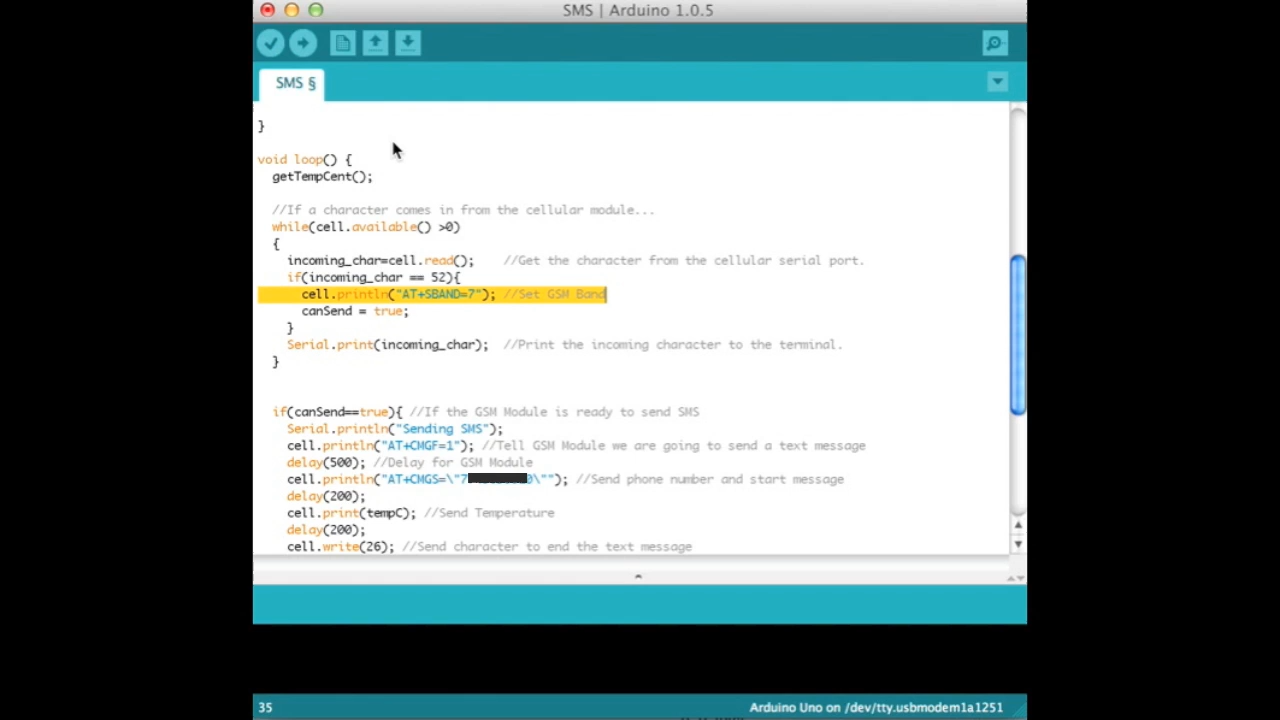 SMS | Arduino 1.0.5
SMS §
}
void loop() {
getTempCent();
//If a character comes in from the cellular module...
while(cell.available() >0)
{
incoming_char=cell.read(); //Get the character from the cellular serial port.
if(incoming_char == 52){
cell.println("AT+SBAND=7"); //Set GSM Band
canSend = true;
}
Serial.print(incoming_char); //Print the incoming character to the terminal.
}
if(canSend==true){ //If the GSM Module is ready to send SMS
Serial.println("Sending SMS");
cell.println("AT+CMGF=1"); //Tell GSM Module we are going to send a text message
delay(500); //Delay for GSM Module
cell.println("AT+CMGS=\"7 0\""); //Send phone number and start message
delay(200);
cell.print(tempC); //Send Temperature
delay(200);
cell.write(26); //Send character to end the text message
35
Arduino Uno on /dev/tty.usbmodem1a1251